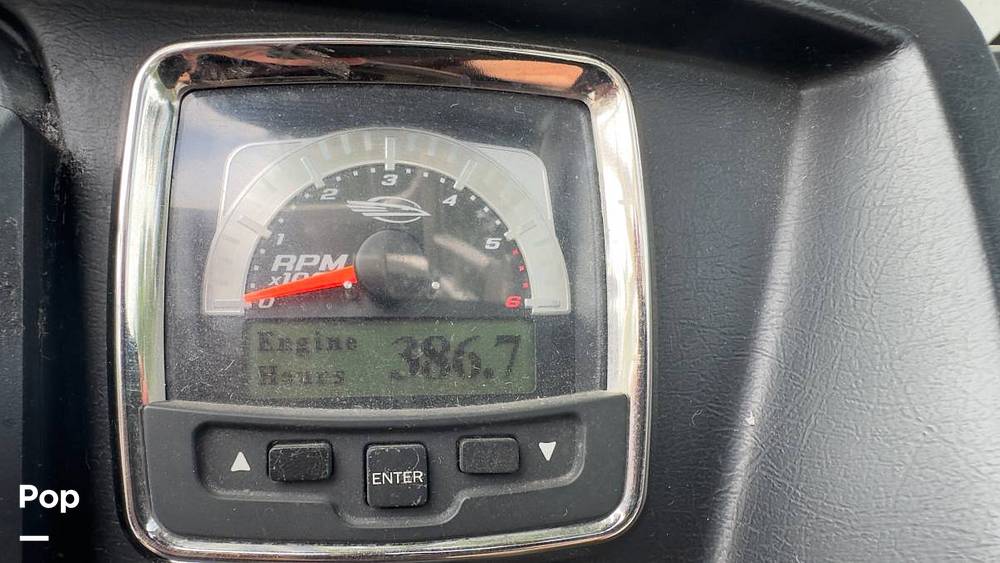 3
2
4
1
5
RPM
0
6
Engine 386.7
Hours
ENTER
Pop